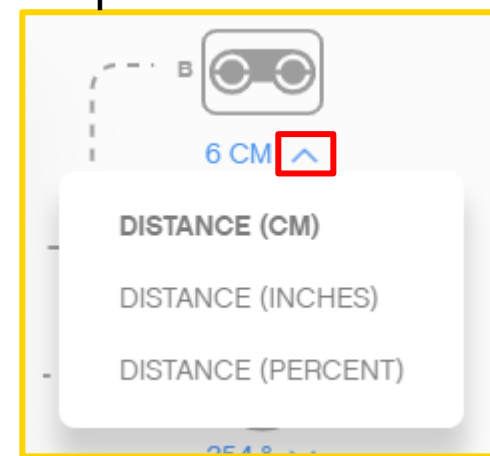 B
6 CM
DISTANCE (CM)
DISTANCE (INCHES)
DISTANCE (PERCENT)